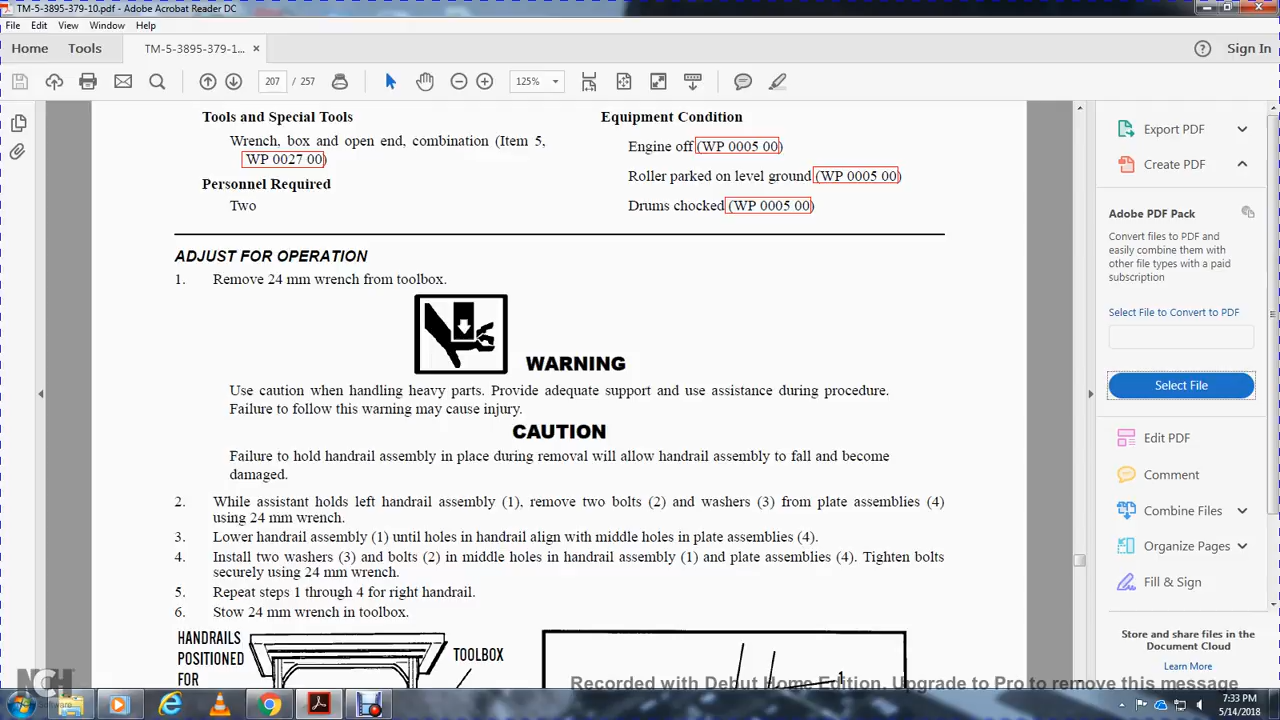 TM-5-3895-379-10.pdf - Adobe Acrobat Reader DC
File Edit View Window Help
Home Tools TM-5-3895-379-1... × Sign In
207 / 257 125%
Tools and Special Tools
Wrench, box and open end, combination (Item 5,
WP 0027 00)
Personnel Required
Two
Equipment Condition
Engine off (WP 0005 00)
Roller parked on level ground (WP 0005 00)
Drums chocked (WP 0005 00)
ADJUST FOR OPERATION
1. Remove 24 mm wrench from toolbox.
WARNING
Use caution when handling heavy parts. Provide adequate support and use assistance during procedure.
Failure to follow this warning may cause injury.
CAUTION
Failure to hold handrail assembly in place during removal will allow handrail assembly to fall and become
damaged.
2. While assistant holds left handrail assembly (1), remove two bolts (2) and washers (3) from plate assemblies (4)
using 24 mm wrench.
3. Lower handrail assembly (1) until holes in handrail align with middle holes in plate assemblies (4).
4. Install two washers (3) and bolts (2) in middle holes in handrail assembly (1) and plate assemblies (4). Tighten bolts
securely using 24 mm wrench.
5. Repeat steps 1 through 4 for right handrail.
6. Stow 24 mm wrench in toolbox.
HANDRAILS
POSITIONED
FOR
TOOLBOX
1
Export PDF
Create PDF
Adobe PDF Pack
Convert files to PDF and
easily combine them with
other file types with a paid
subscription
Select File to Convert to PDF
Select File
Edit PDF
Comment
Combine Files
Organize Pages
Fill & Sign
Store and share files in the
Document Cloud
Learn More
Recorded with Debut Home Edition. Upgrade to Pro to remove this message
NCH
Software
7:33 PM
5/14/2018